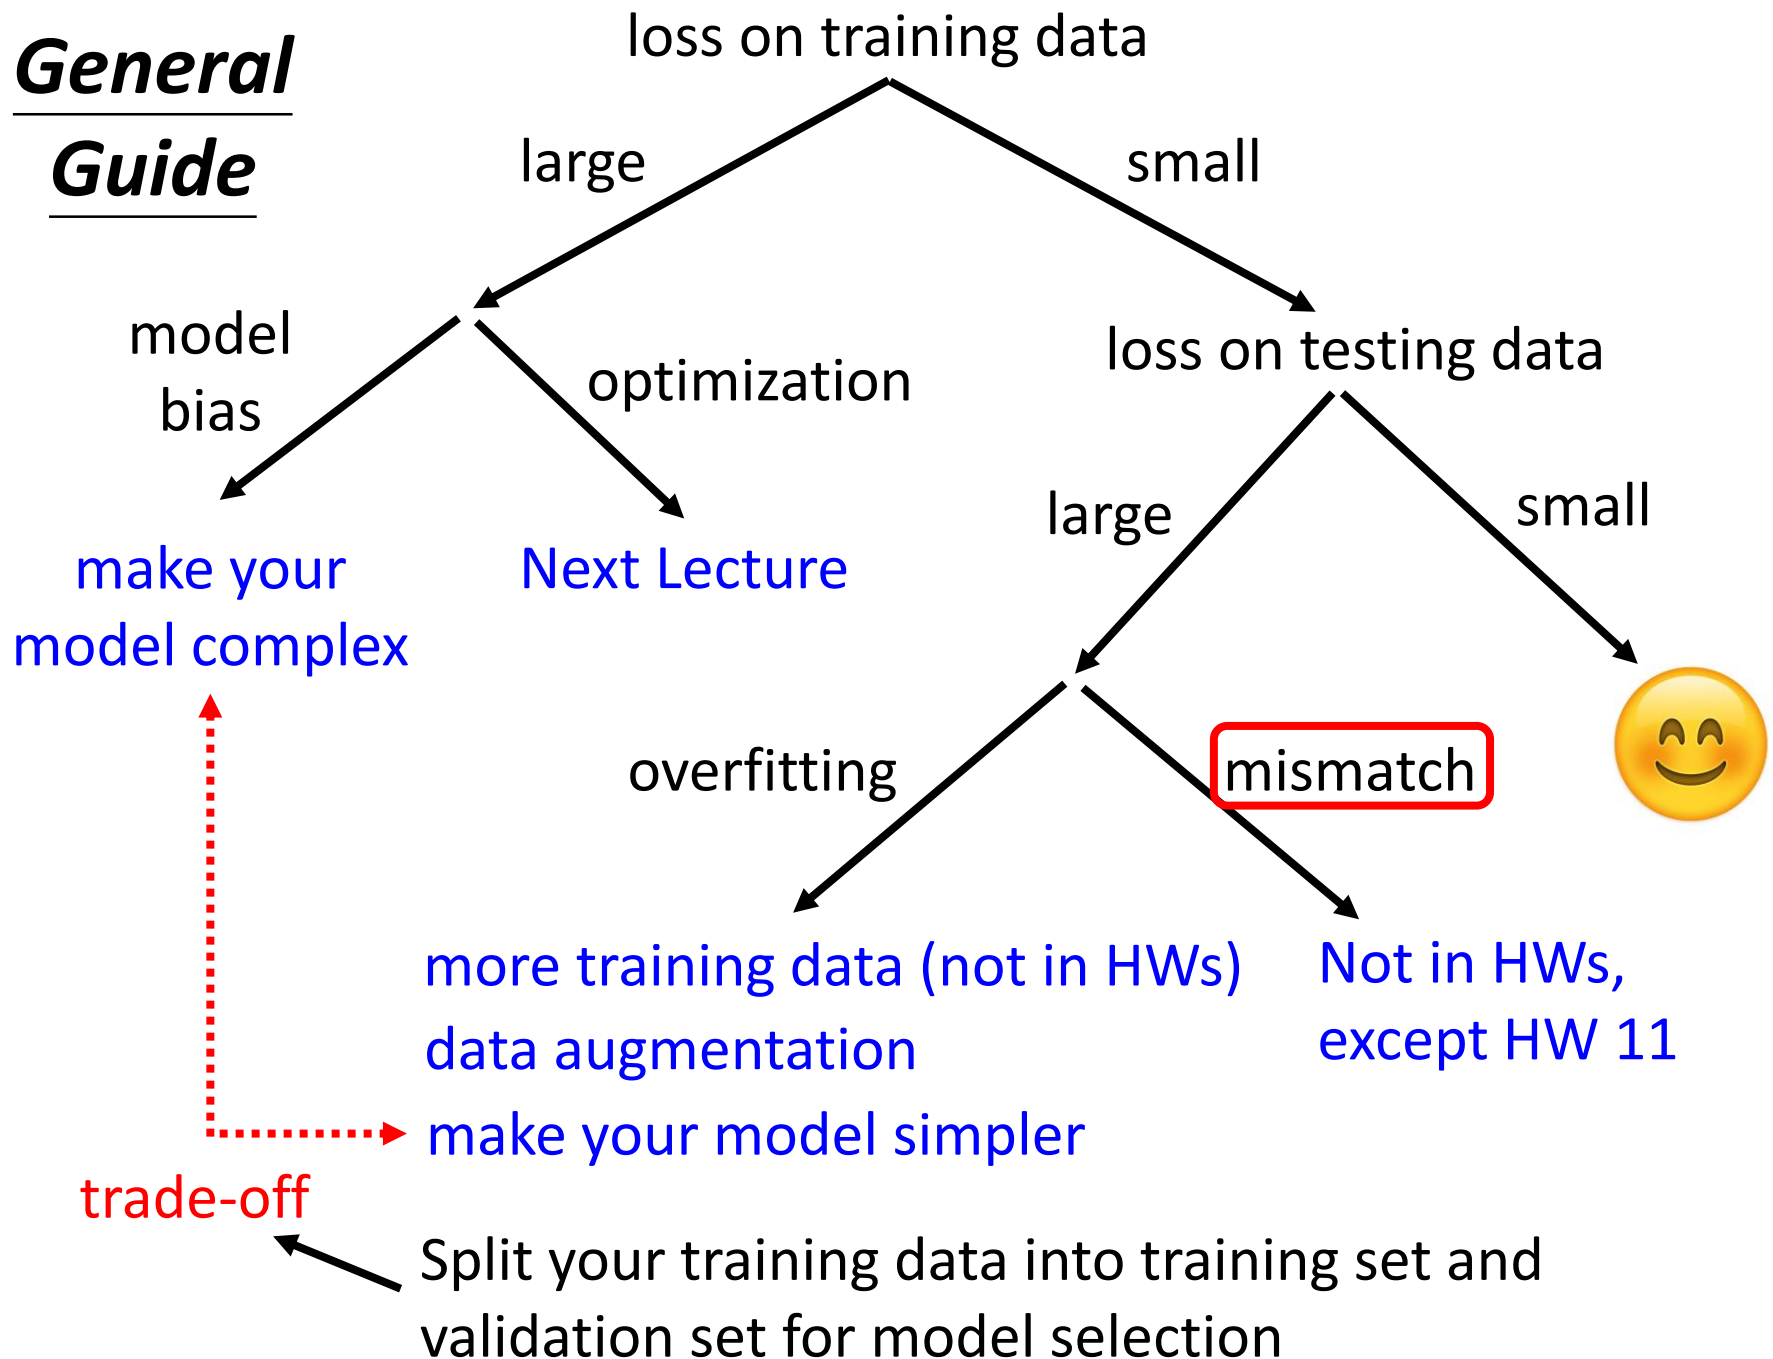 General
Guide
loss on training data
large
small
model
bias
optimization
loss on testing data
make your
model complex
Next Lecture
large
small
overfitting
mismatch
more training data (not in HWs)
data augmentation
make your model simpler
Not in HWs,
except HW 11
trade-off
Split your training data into training set and
validation set for model selection